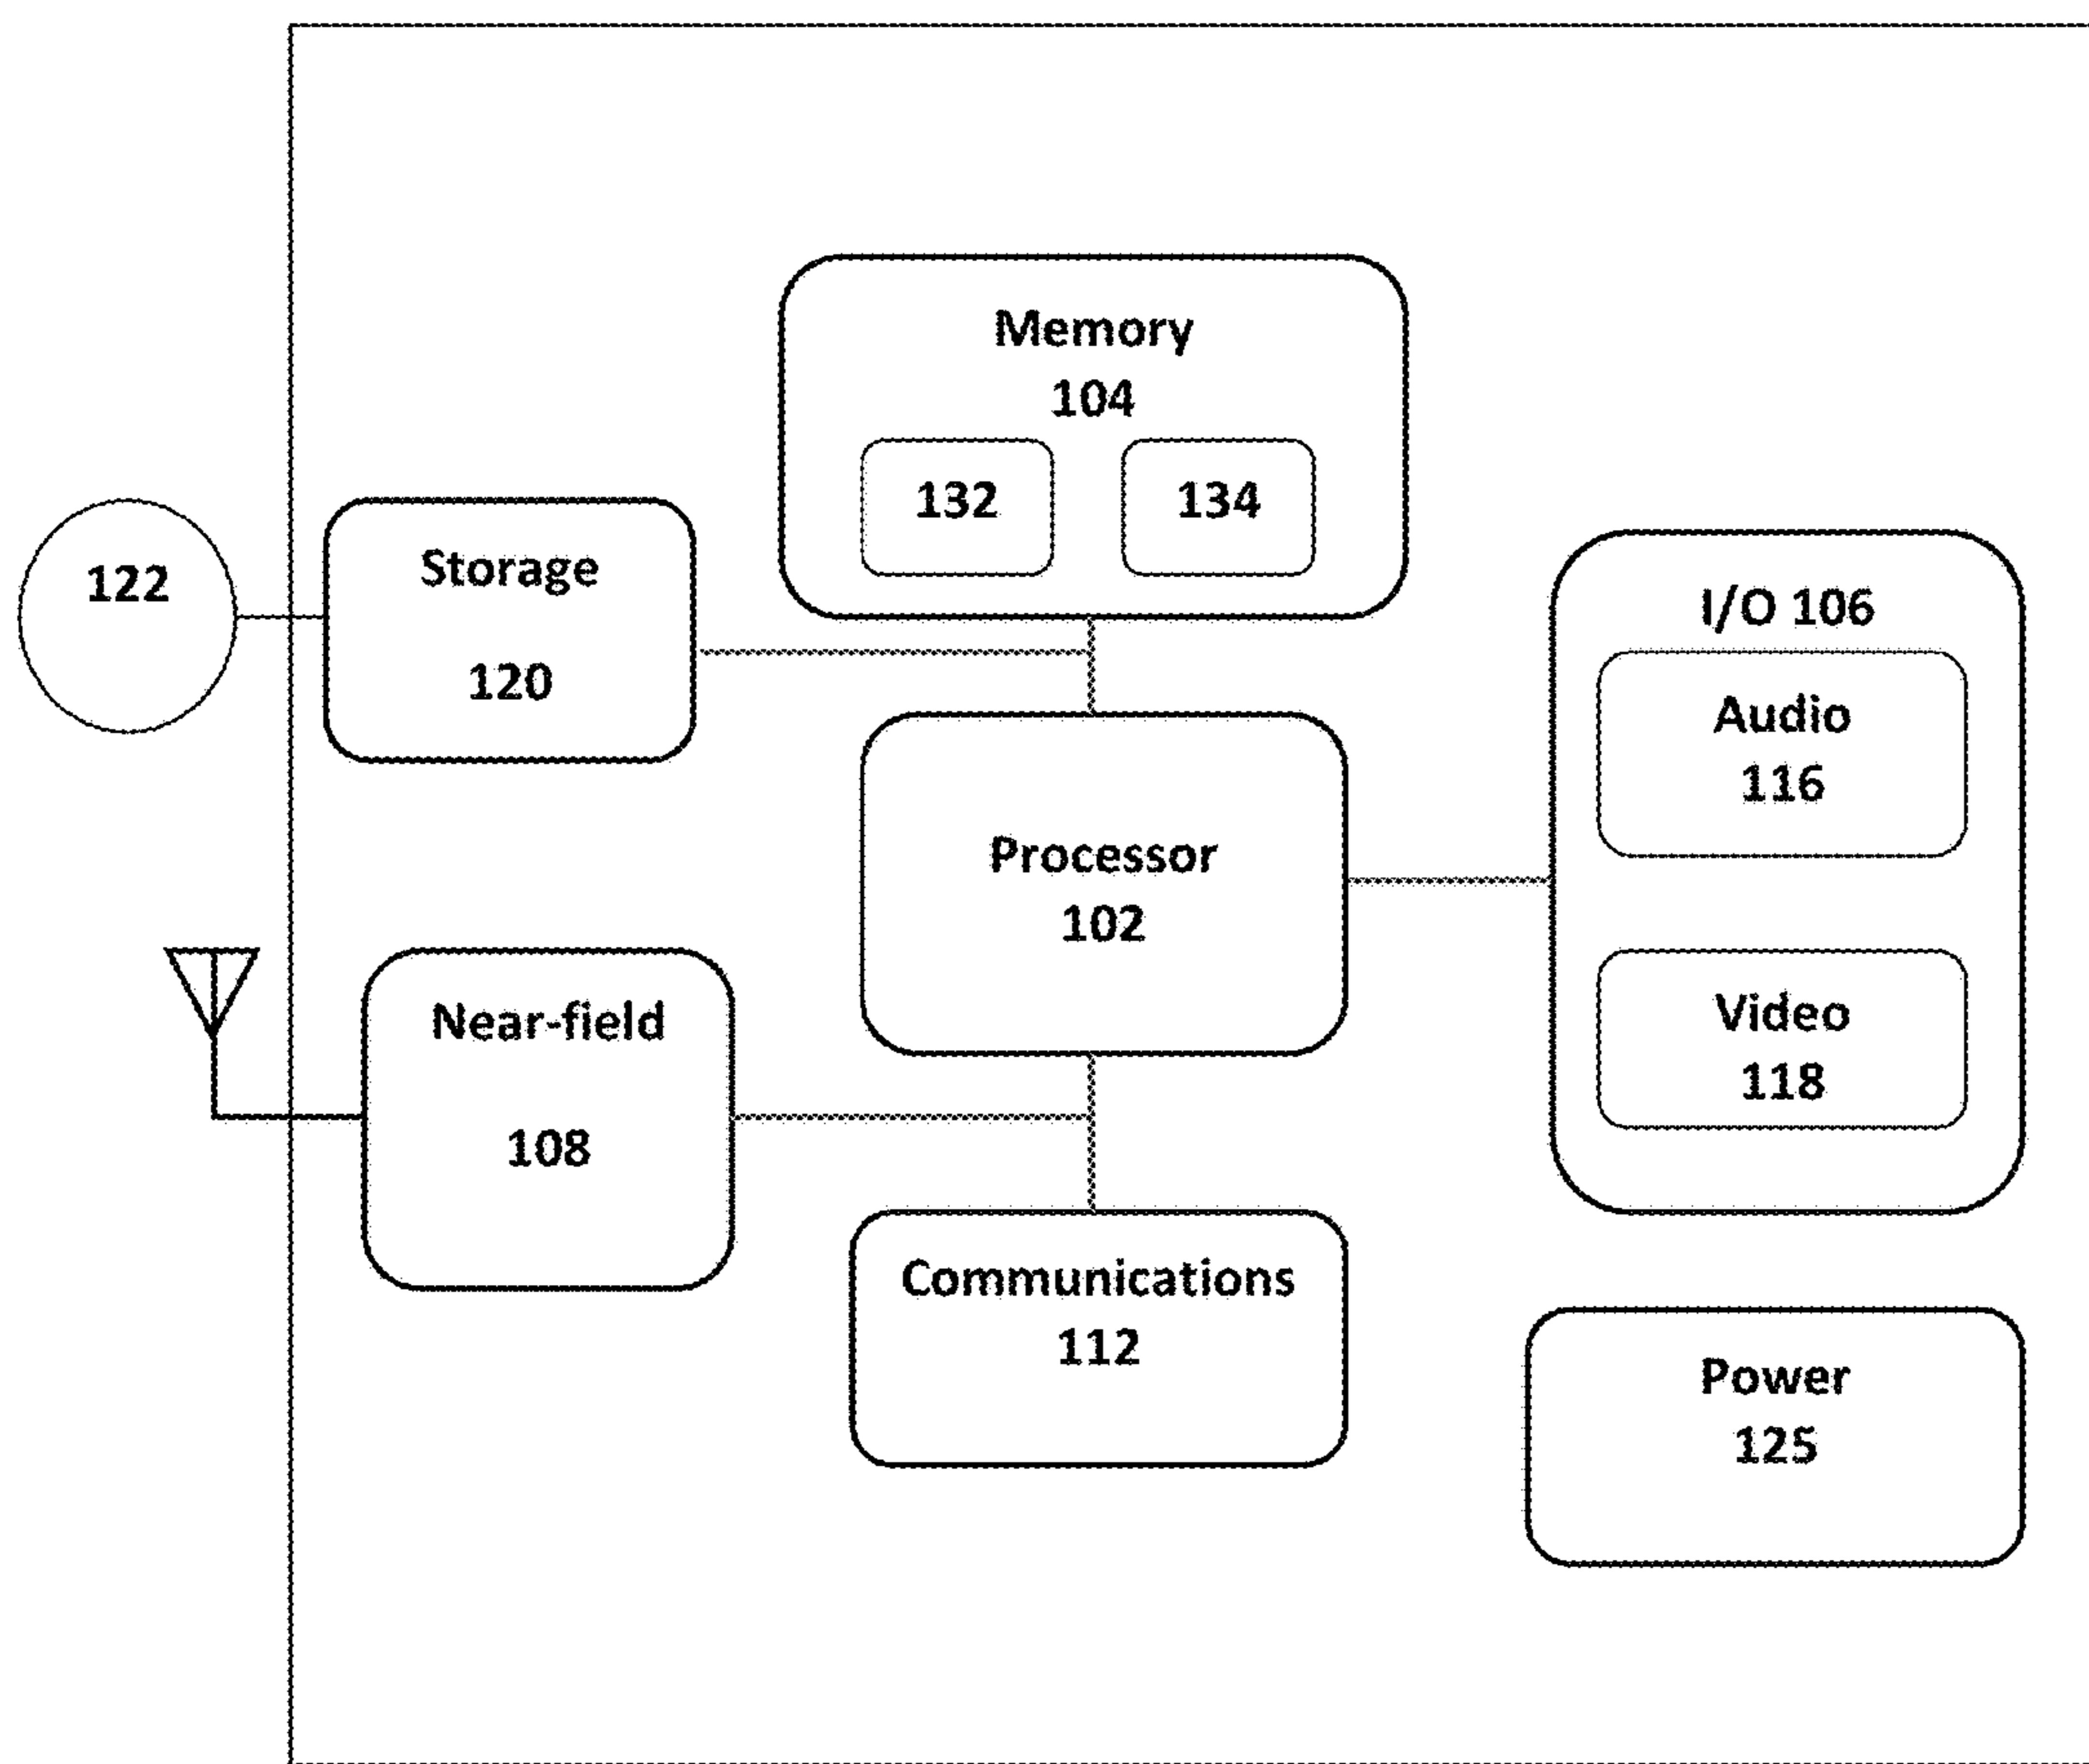 Memory
104
132
134
122
Storage
120
I/O 106
Audio
116
Processor
102
Near-field
108
Video
118
Communications
112
Power
125